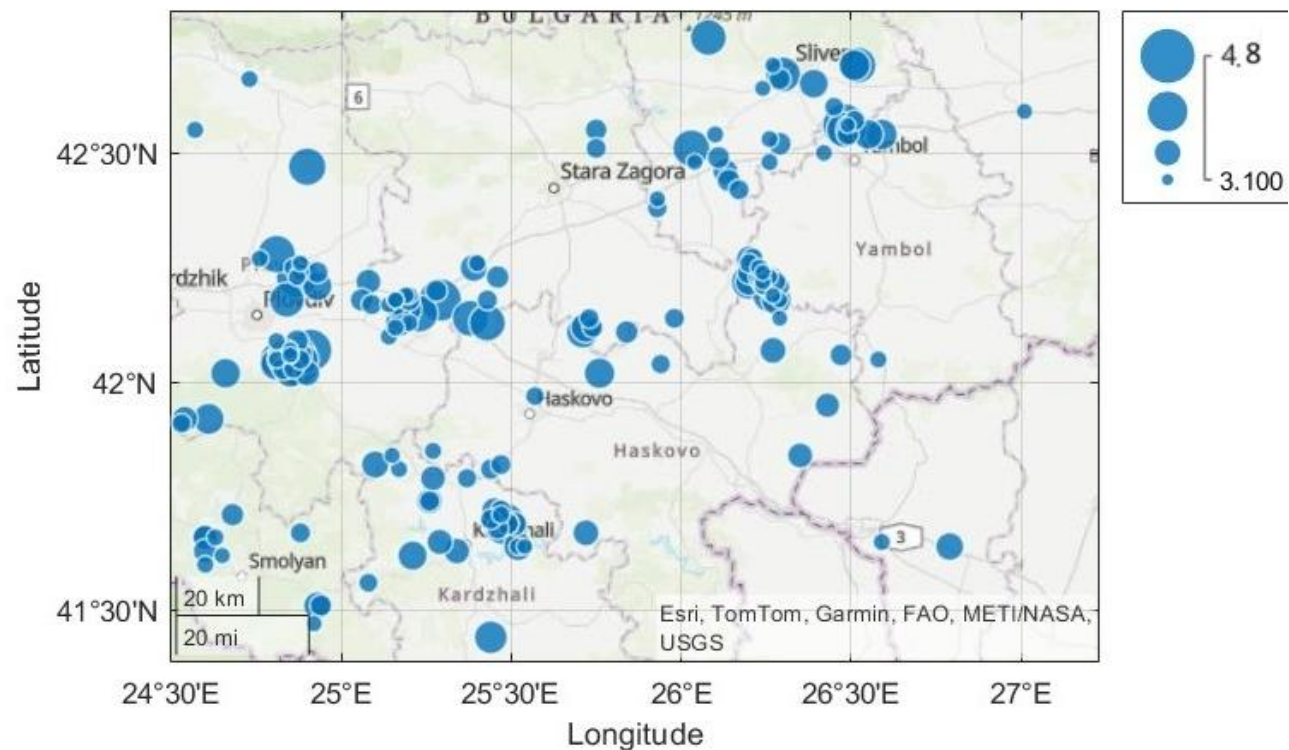 BULGARIA 1245 m
Sliven
4.8
3.100
6
42°30'N
Yambol
Stara Zagora
Yambol
rdzhik
Plovdiv
Latitude
42°N
Haskovo
Haskovo
3
Smolyan
Kardzhali
41°30'N
20 km
20 mi
Esri, TomTom, Garmin, FAO, METI/NASA,
USGS
24°30'E 25°E 25°30'E 26°E 26°30'E 27°E
Longitude